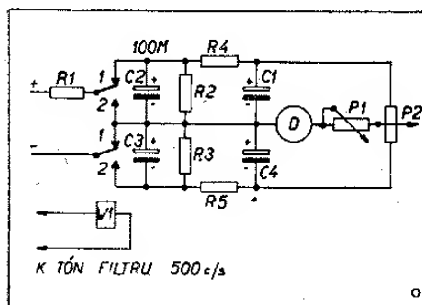 100M
R4
+ R1 1 C2 + R2 C1 +
2
D P1 P2
- 1 C3 + R3 C4 +
2
R5
V1
K TÓN FILTRU 500 c/s